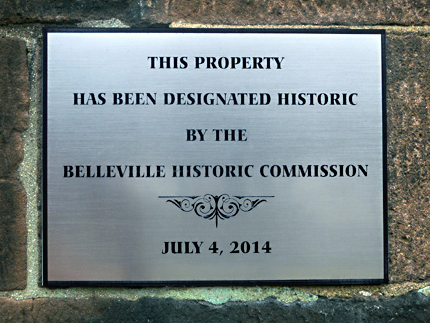 THIS PROPERTY
HAS BEEN DESIGNATED HISTORIC
BY THE
BELLEVILLE HISTORIC COMMISSION
JULY 4, 2014